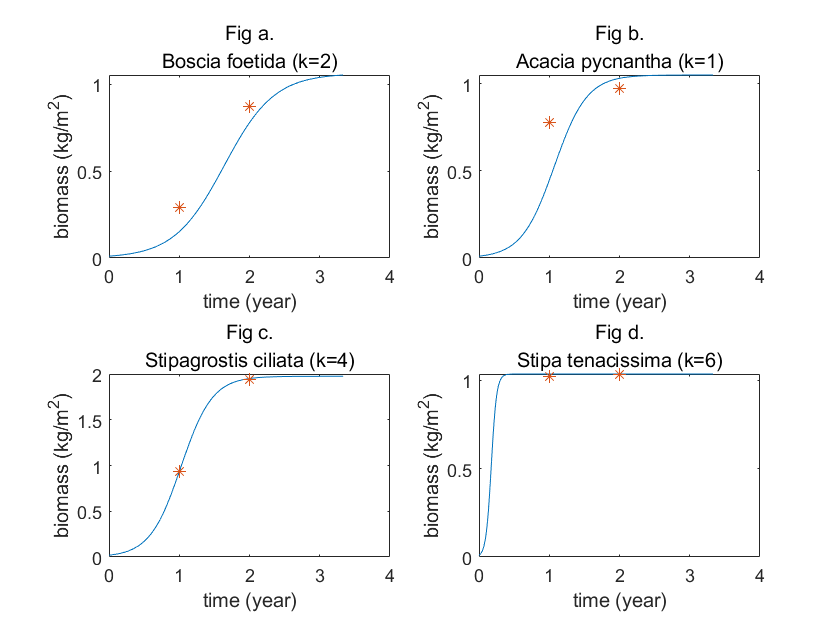 Fig a.
Boscia foetida (k=2)
1
0.5
0
biomass (kg/m²)
0 1 2 3 4
time (year)
Fig b.
Acacia pycnantha (k=1)
1
0.5
0
biomass (kg/m²)
0 1 2 3 4
time (year)
Fig c.
Stipagrostis ciliata (k=4)
2
1.5
1
0.5
0
biomass (kg/m²)
0 1 2 3 4
time (year)
Fig d.
Stipa tenacissima (k=6)
1
0.5
0
biomass (kg/m²)
0 1 2 3 4
time (year)